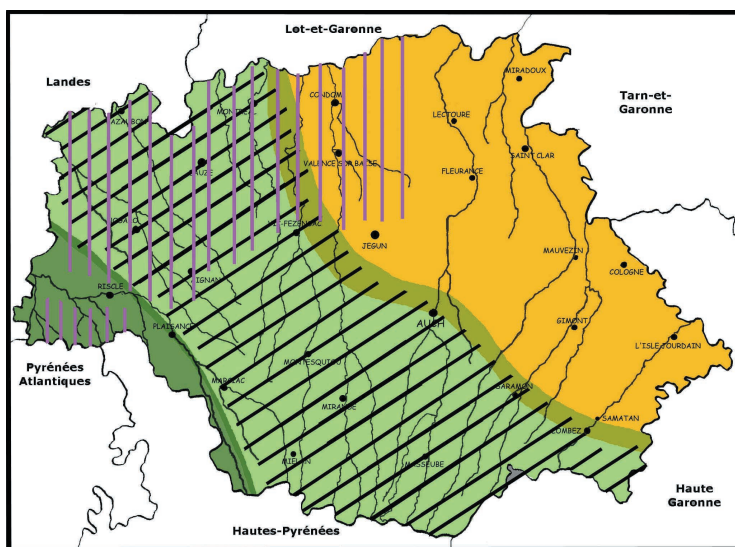 Lot-et-Garonne
Landes
MIRADOUX
Tarn-et-
Garonne
CONDOM
LECTOURE
SAINT CLAR
VALENCE SUR BAISE
FLEURANCE
JEGUN
MAUVEZIN
COLOGNE
RISCLE
GIMONT
AUCH
PLAISANCE
L'ISLE JOURDAIN
Pyrénées
Atlantiques
MONTESQUIOU
MARCIAC
SARAMON
MIRANDE
SAMATAN
LOMBEZ
MIELAN
MASSEUBE
Haute
Garonne
Hautes-Pyrénées